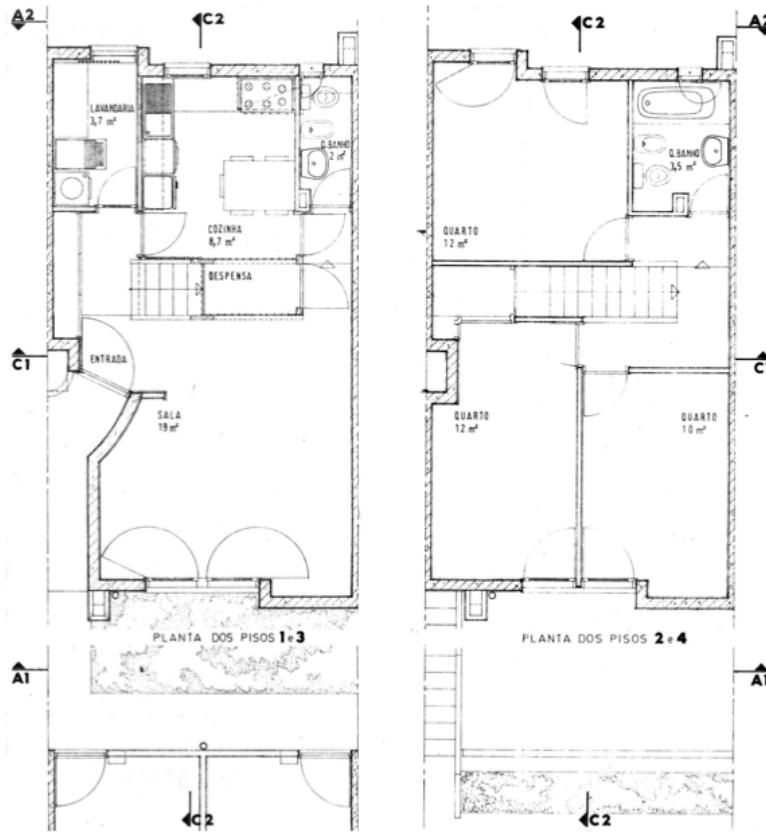 A2
C2
LAVANDARIA
3,7 m²
Q.BANHO
2 m²
COZINHA
8,7 m²
DESPENSA
C1
ENTRADA
SALA
19 m²
PLANTA DOS PISOS 1 e 3
A1
C2
C2
A2
Q.BANHO
3,5 m²
QUARTO
12 m²
C1
QUARTO
12 m²
QUARTO
10 m²
PLANTA DOS PISOS 2 e 4
A1
C2